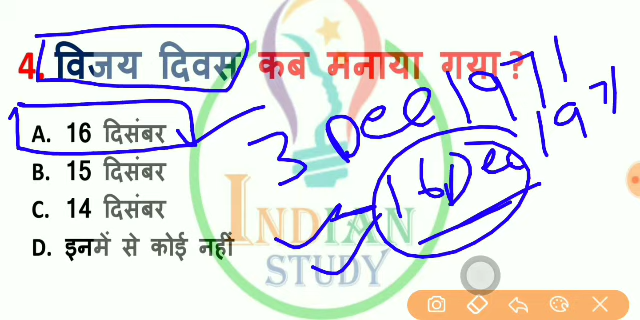 4. विजय दिवस कब मनाया गया?
3 Dec 1971
A. 16 दिसंबर
1971
B. 15 दिसंबर
16 Dec
C. 14 दिसंबर
D. इनमें से कोई नहीं
INDIAN
STUDY